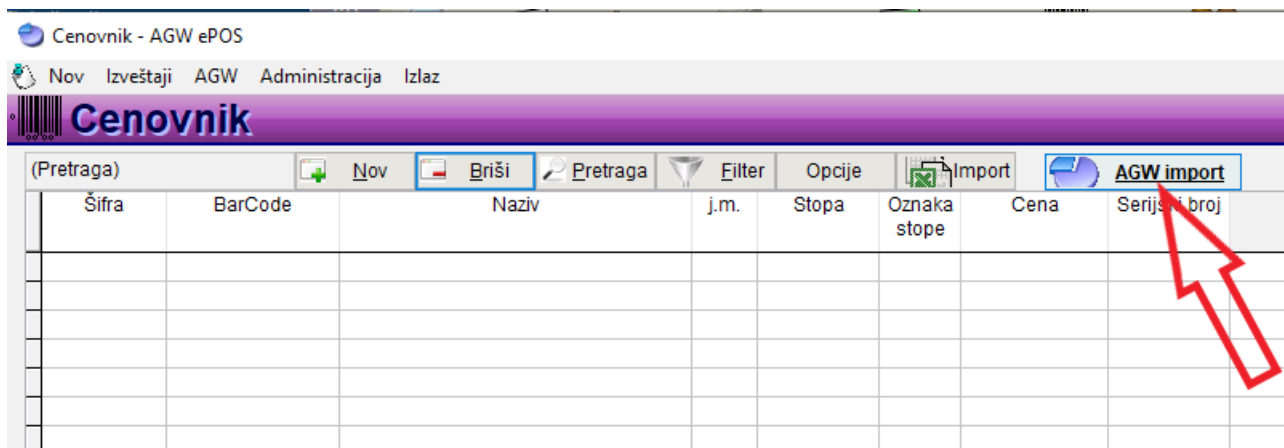 Cenovnik - AGW ePOS
Nov Izveštaji AGW Administracija Izlaz
Cenovnik
(Pretraga) Nov Briši Pretraga Filter Opcije Import AGW import
Šifra BarCode Naziv j.m. Stopa Oznaka stope Cena Serijski broj